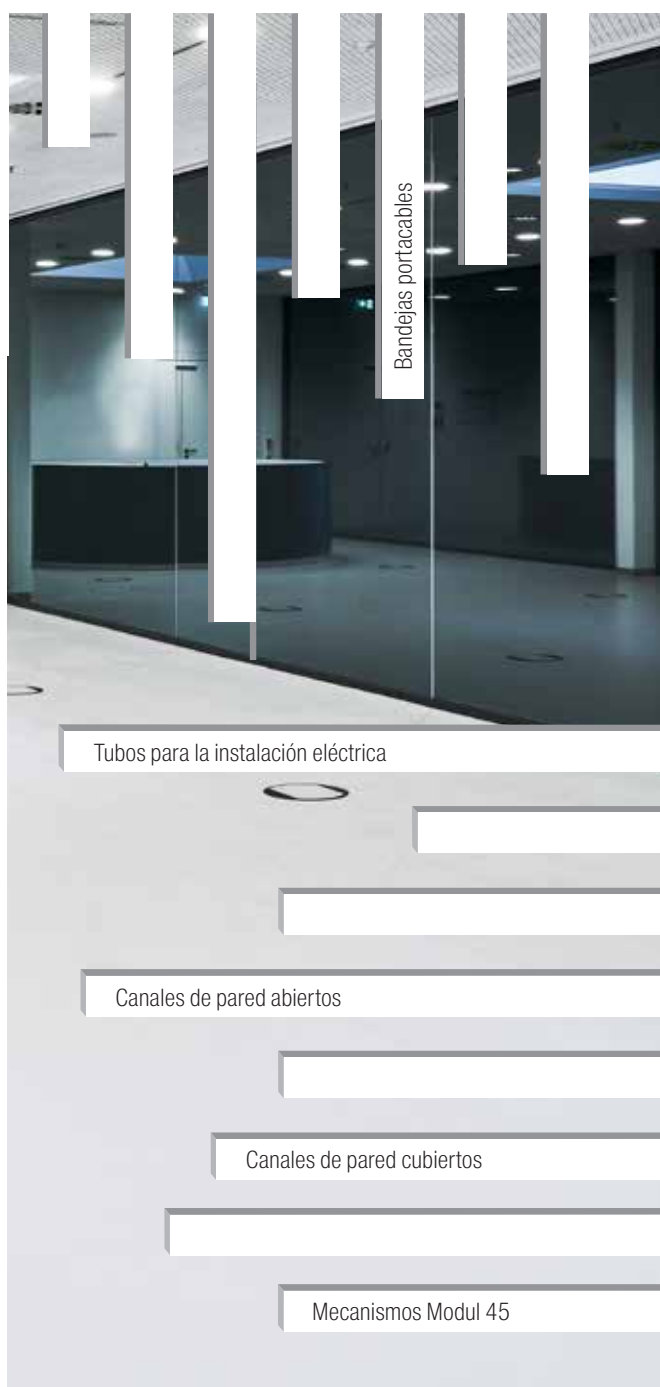 Bandejas portacables
Tubos para la instalación eléctrica
Canales de pared abiertos
Canales de pared cubiertos
Mecanismos Modul 45